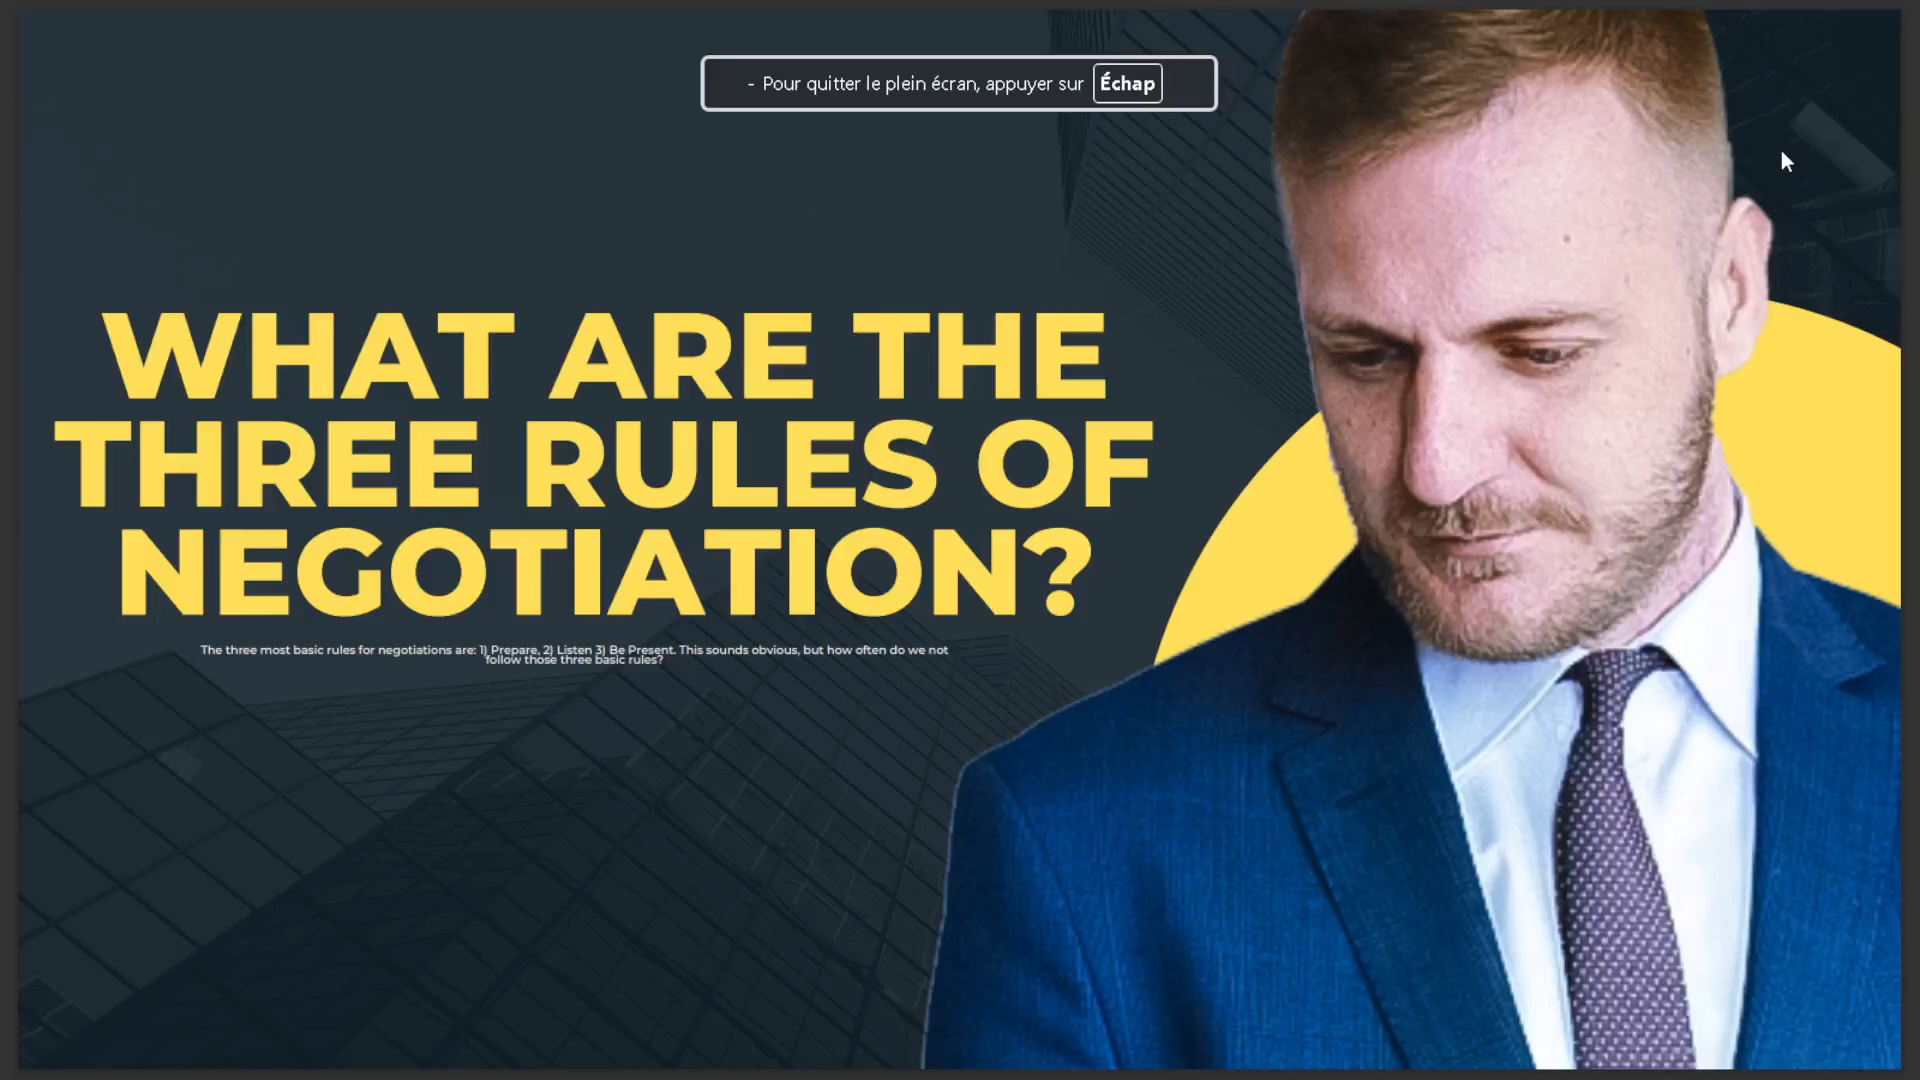 - Pour quitter le plein écran, appuyer sur Échap
WHAT ARE THE
THREE RULES OF
NEGOTIATION?
The three most basic rules for negotiations are: 1) Prepare, 2) Listen 3) Be Present. This sounds obvious, but how often do we not
follow those three basic rules?